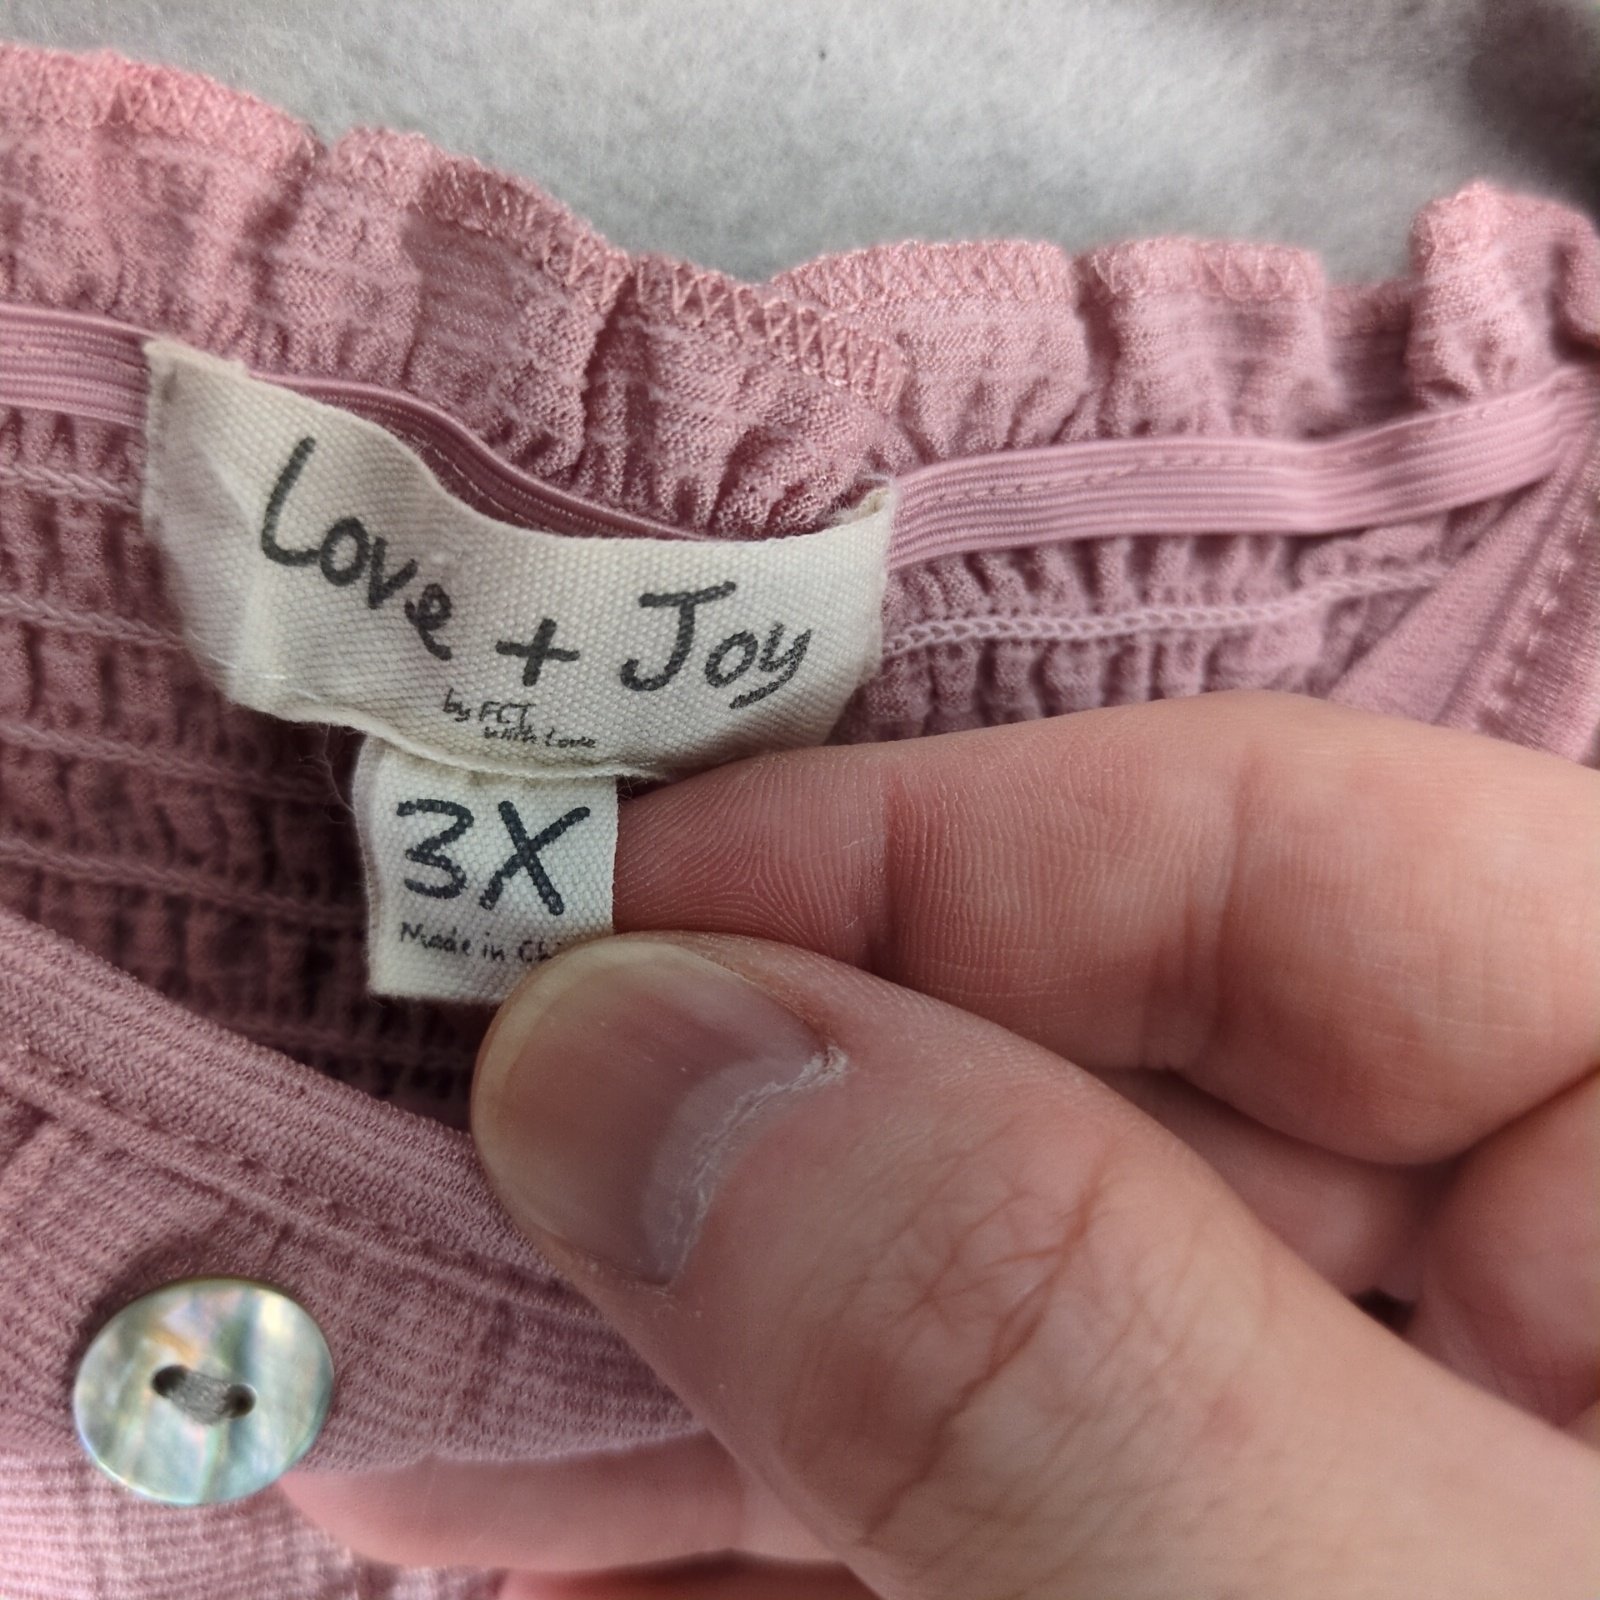 Love + Joy
by FCT
with Love
3X
Made in